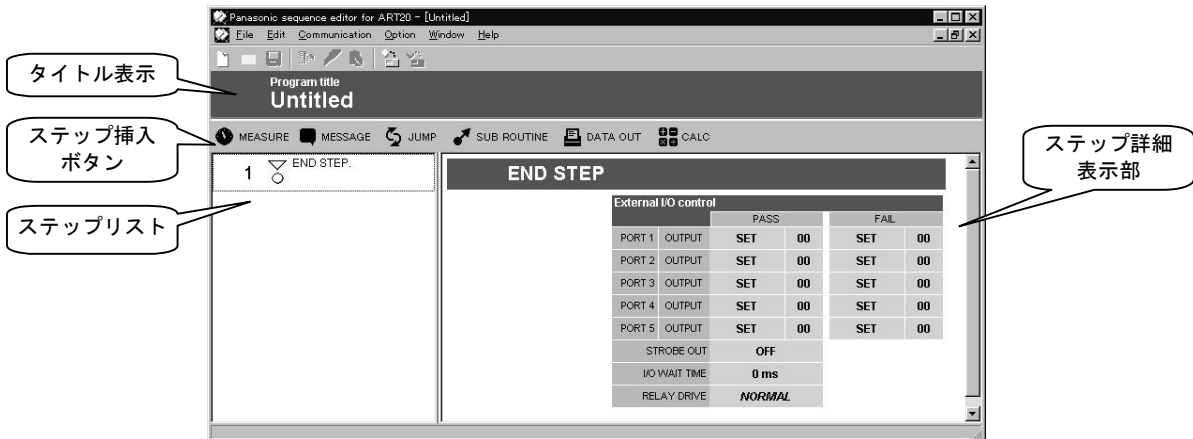 Panasonic sequence editor for ART20 - [Untitled]
File Edit Communication Option Window Help
タイトル表示
Program title
Untitled
ステップ挿入
ボタン
MEASURE MESSAGE JUMP SUB ROUTINE DATA OUT CALC
ステップ詳細
表示部
1 END STEP.
END STEP
ステップリスト
External I/O control
PASS FAIL
PORT 1 OUTPUT SET 00 SET 00
PORT 2 OUTPUT SET 00 SET 00
PORT 3 OUTPUT SET 00 SET 00
PORT 4 OUTPUT SET 00 SET 00
PORT 5 OUTPUT SET 00 SET 00
STROBE OUT OFF
I/O WAIT TIME 0 ms
RELAY DRIVE NORMAL